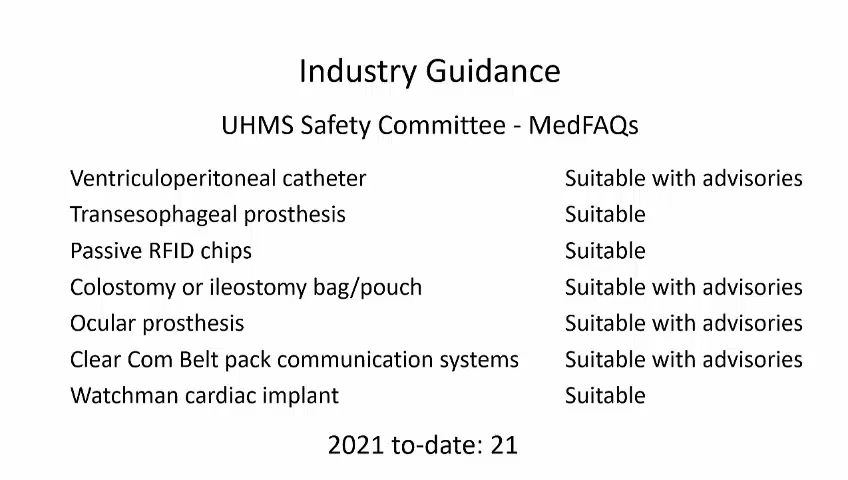 Industry Guidance
UHMS Safety Committee - MedFAQs
Ventriculoperitoneal catheter Suitable with advisories
Transesophageal prosthesis Suitable
Passive RFID chips Suitable
Colostomy or ileostomy bag/pouch Suitable with advisories
Ocular prosthesis Suitable with advisories
Clear Com Belt pack communication systems Suitable with advisories
Watchman cardiac implant Suitable
2021 to-date: 21